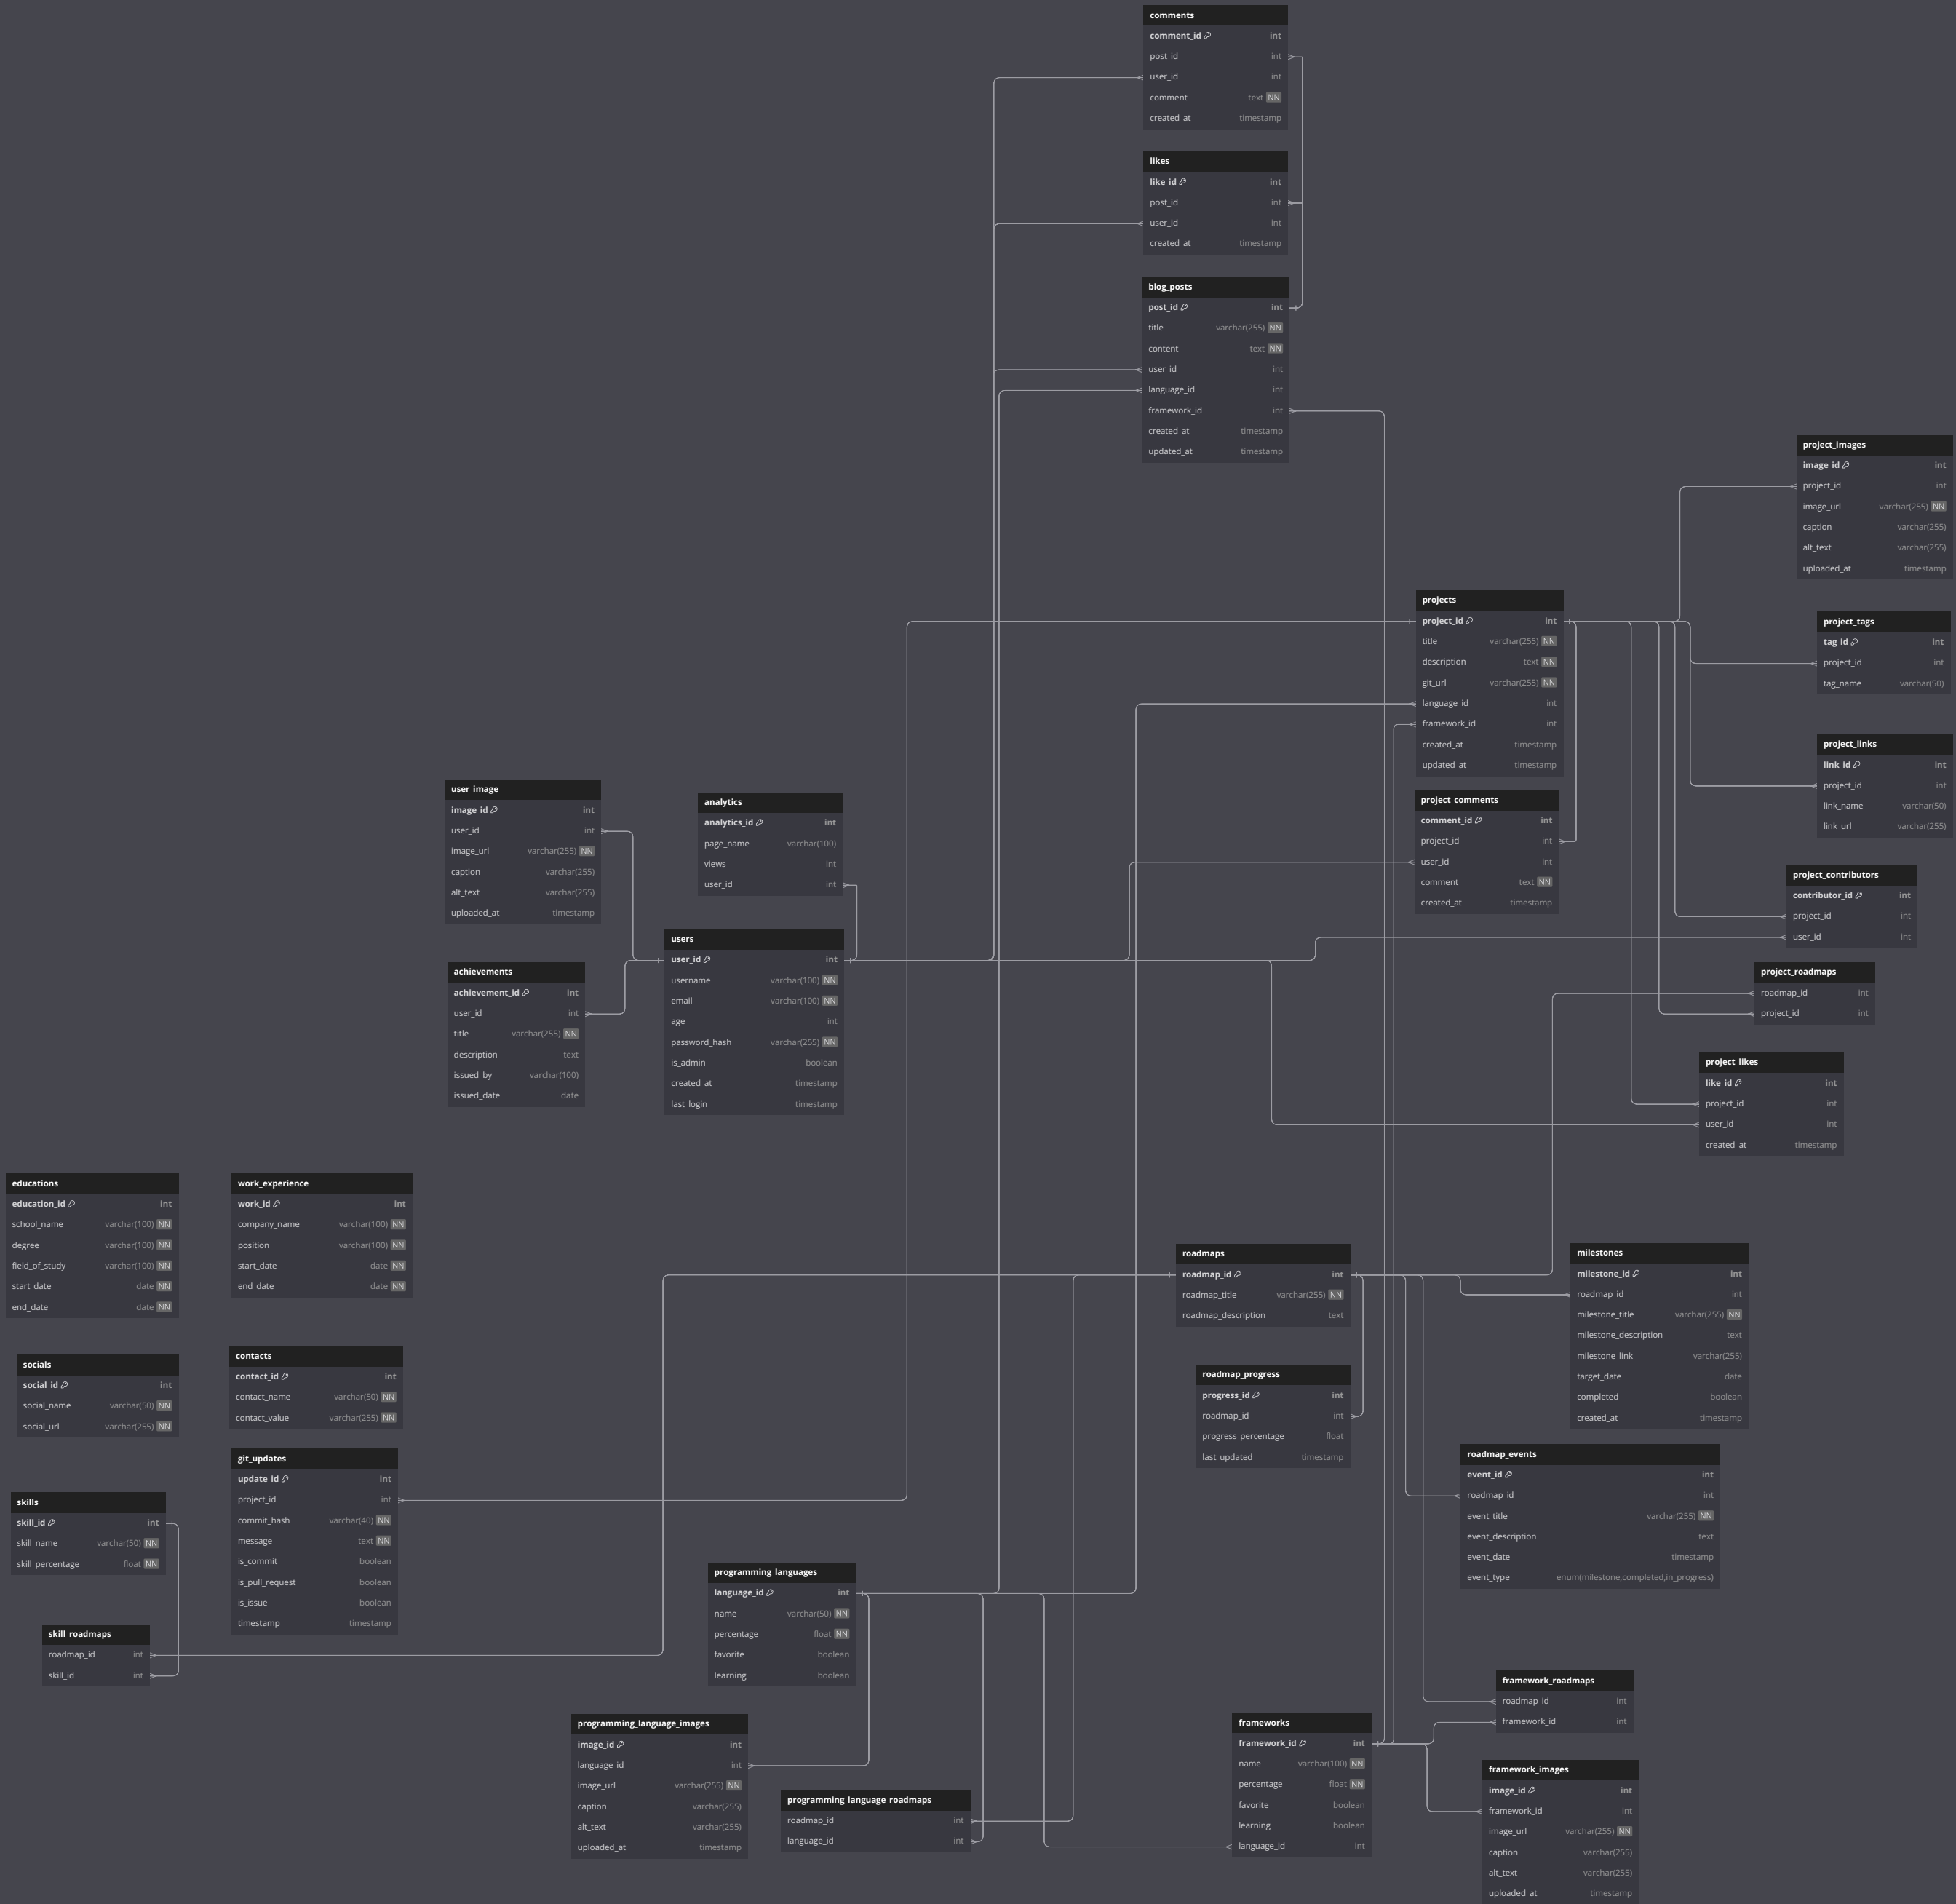 comments
comment_id int
post_id int
user_id int
comment text NN
created_at timestamp
likes
like_id int
post_id int
user_id int
created_at timestamp
blog_posts
post_id int
title varchar(255) NN
content text NN
user_id int
language_id int
framework_id int
created_at timestamp
updated_at timestamp
project_images
image_id int
project_id int
image_url varchar(255) NN
caption varchar(255)
alt_text varchar(255)
uploaded_at timestamp
projects
project_id int
title varchar(255) NN
description text NN
git_url varchar(255) NN
language_id int
framework_id int
created_at timestamp
updated_at timestamp
project_tags
tag_id int
project_id int
tag_name varchar(50)
project_links
link_id int
project_id int
link_name varchar(50)
link_url varchar(255)
user_image
image_id int
user_id int
image_url varchar(255) NN
caption varchar(255)
alt_text varchar(255)
uploaded_at timestamp
analytics
analytics_id int
page_name varchar(100)
views int
user_id int
project_comments
comment_id int
project_id int
user_id int
comment text NN
created_at timestamp
project_contributors
contributor_id int
project_id int
user_id int
users
user_id int
username varchar(100) NN
email varchar(100) NN
age int
password_hash varchar(255) NN
is_admin boolean
created_at timestamp
last_login timestamp
achievements
achievement_id int
user_id int
title varchar(255) NN
description text
issued_by varchar(100)
issued_date date
project_roadmaps
roadmap_id int
project_id int
project_likes
like_id int
project_id int
user_id int
created_at timestamp
educations
education_id int
school_name varchar(100) NN
degree varchar(100) NN
field_of_study varchar(100) NN
start_date date NN
end_date date NN
work_experience
work_id int
company_name varchar(100) NN
position varchar(100) NN
start_date date NN
end_date date NN
roadmaps
roadmap_id int
roadmap_title varchar(255) NN
roadmap_description text
milestones
milestone_id int
roadmap_id int
milestone_title varchar(255) NN
milestone_description text
milestone_link varchar(255)
target_date date
completed boolean
created_at timestamp
socials
social_id int
social_name varchar(50) NN
social_url varchar(255) NN
contacts
contact_id int
contact_name varchar(50) NN
contact_value varchar(255) NN
roadmap_progress
progress_id int
roadmap_id int
progress_percentage float
last_updated timestamp
git_updates
update_id int
project_id int
commit_hash varchar(40) NN
message text NN
is_commit boolean
is_pull_request boolean
is_issue boolean
timestamp timestamp
roadmap_events
event_id int
roadmap_id int
event_title varchar(255) NN
event_description text
event_date timestamp
event_type enum(milestone,completed,in_progress)
skills
skill_id int
skill_name varchar(50) NN
skill_percentage float NN
skill_roadmaps
roadmap_id int
skill_id int
programming_languages
language_id int
name varchar(50) NN
percentage float NN
favorite boolean
learning boolean
framework_roadmaps
roadmap_id int
framework_id int
programming_language_images
image_id int
language_id int
image_url varchar(255) NN
caption varchar(255)
alt_text varchar(255)
uploaded_at timestamp
programming_language_roadmaps
roadmap_id int
language_id int
frameworks
framework_id int
name varchar(100) NN
percentage float NN
favorite boolean
learning boolean
language_id int
framework_images
image_id int
framework_id int
image_url varchar(255) NN
caption varchar(255)
alt_text varchar(255)
uploaded_at timestamp